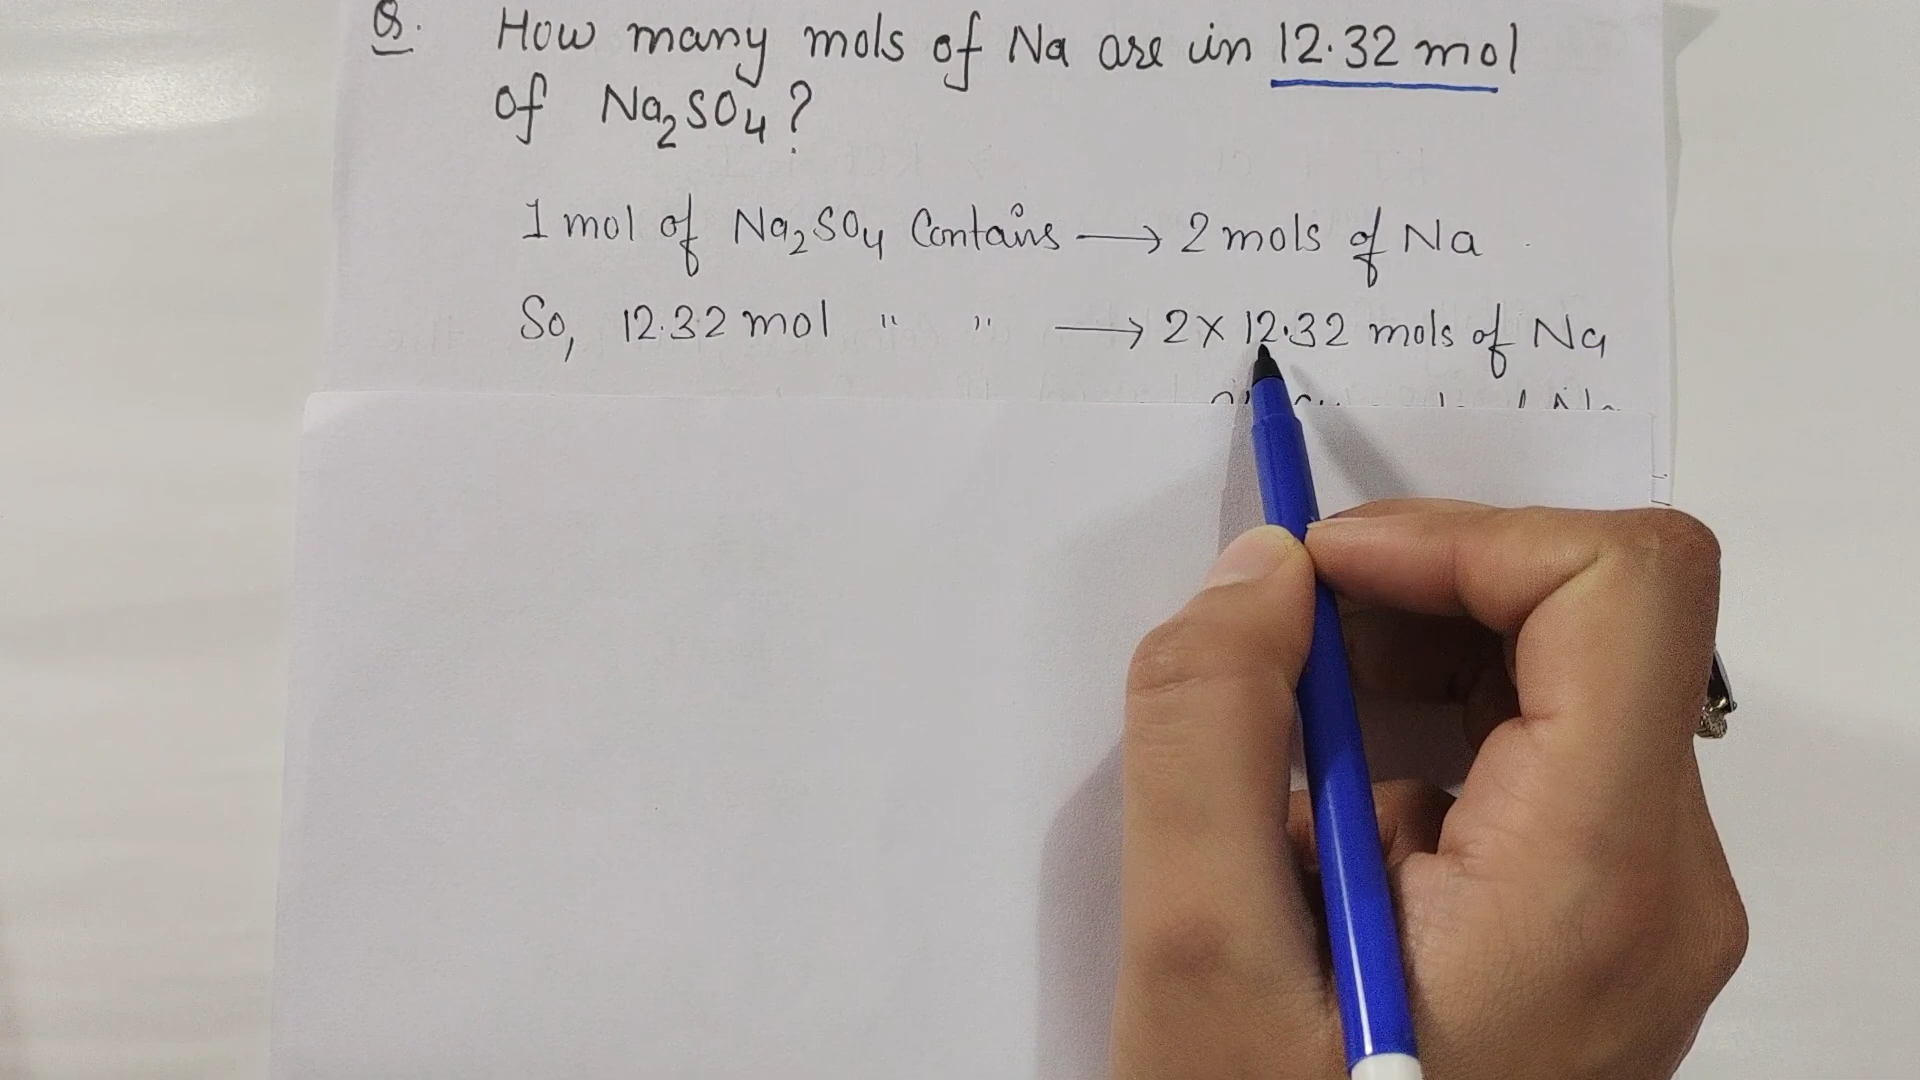 Q. How many mols of Na are in 12.32 mol
of Na₂SO₄?
1 mol of Na₂SO₄ Contains → 2 mols of Na
So, 12.32 mol " " → 2 x 12.32 mols of Na